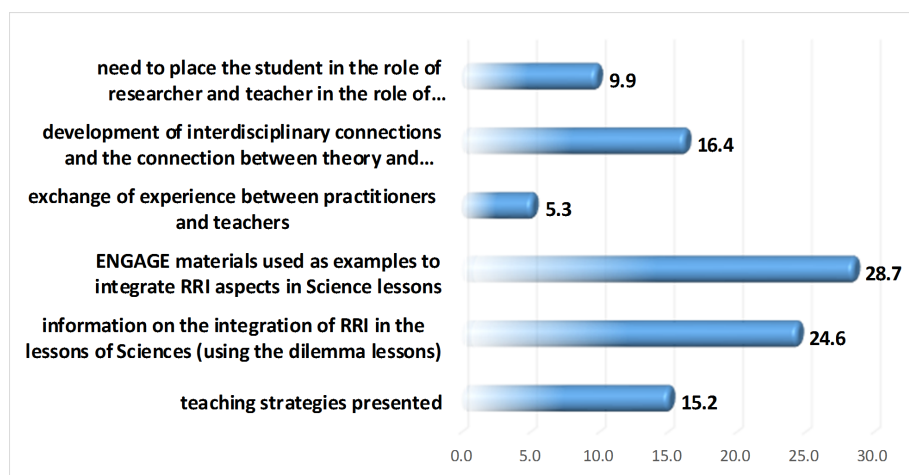 need to place the student in the role of
researcher and teacher in the role of…
9.9
development of interdisciplinary connections
and the connection between theory and…
16.4
exchange of experience between practitioners
and teachers
5.3
ENGAGE materials used as examples to
integrate RRI aspects in Science lessons
28.7
information on the integration of RRI in the
lessons of Sciences (using the dilemma lessons)
24.6
teaching strategies presented
15.2
0.0 5.0 10.0 15.0 20.0 25.0 30.0